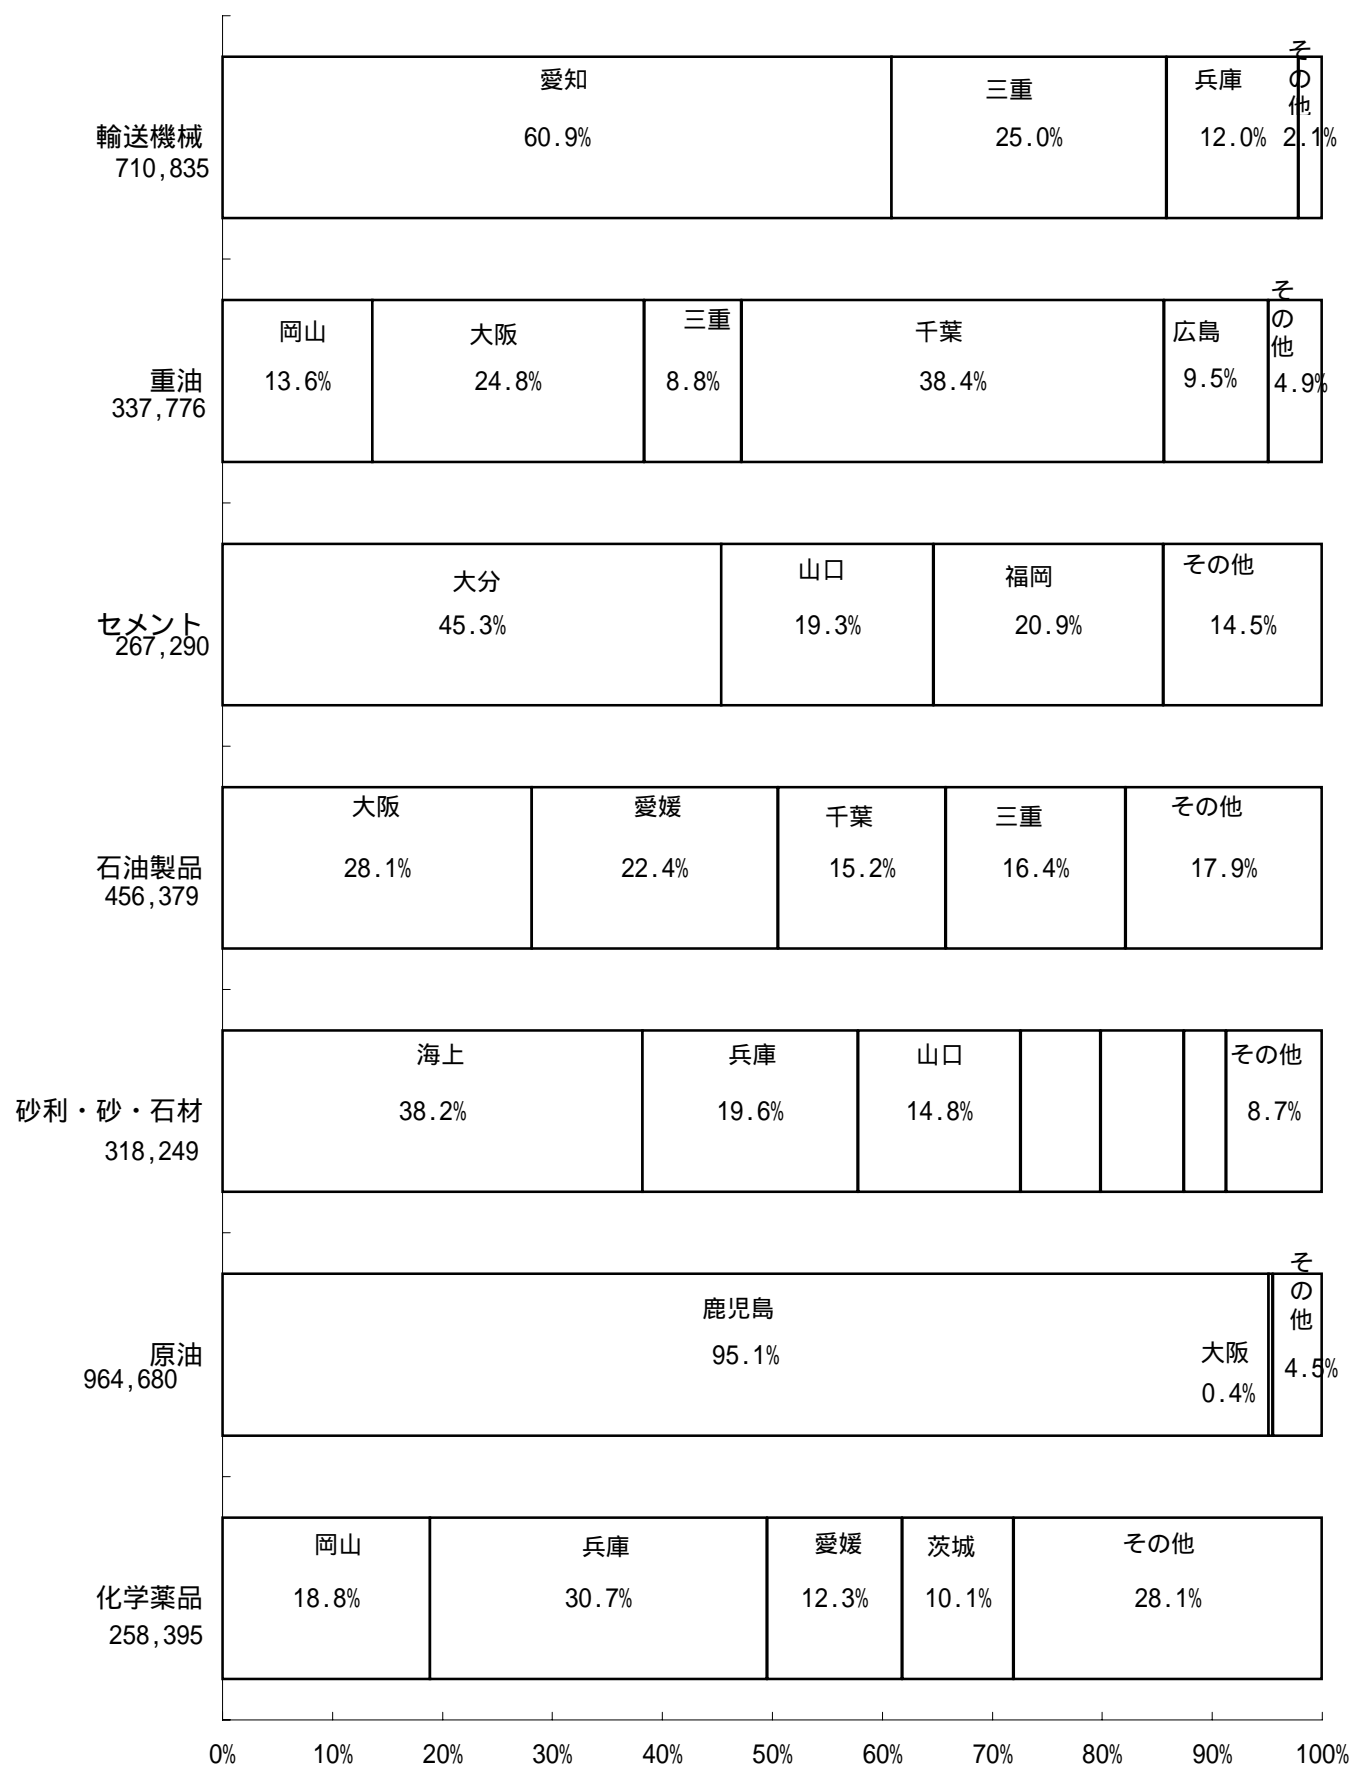 愛知 三重 兵庫 その他
輸送機械 60.9% 25.0% 12.0% 2.1%
710,835
岡山 大阪 三重 千葉 広島 その他
重油 13.6% 24.8% 8.8% 38.4% 9.5% 4.9%
337,776
大分 山口 福岡 その他
セメント 45.3% 19.3% 20.9% 14.5%
267,290
大阪 愛媛 千葉 三重 その他
石油製品 28.1% 22.4% 15.2% 16.4% 17.9%
456,379
海上 兵庫 山口 その他
砂利・砂・石材 38.2% 19.6% 14.8% 8.7%
318,249
鹿児島 大阪 その他
原油 95.1% 0.4% 4.5%
964,680
岡山 兵庫 愛媛 茨城 その他
化学薬品 18.8% 30.7% 12.3% 10.1% 28.1%
258,395
0% 10% 20% 30% 40% 50% 60% 70% 80% 90% 100%